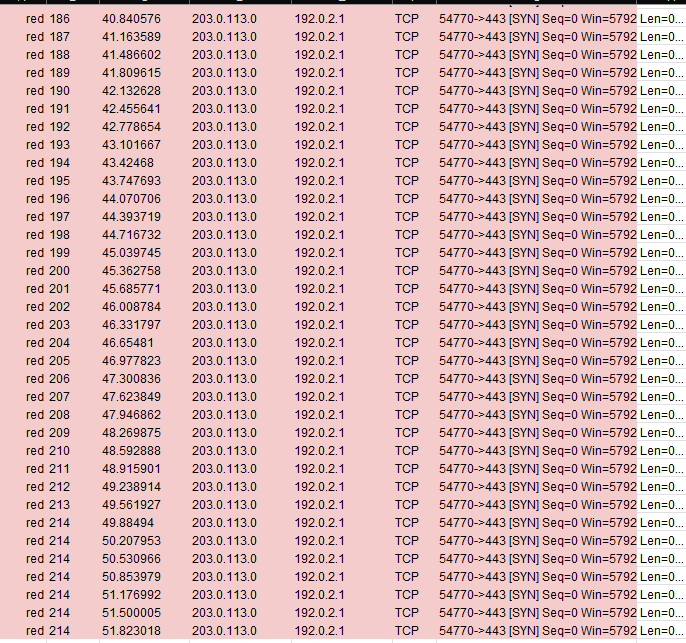 red 186 40.840576 203.0.113.0 192.0.2.1 TCP 54770->443 [SYN] Seq=0 Win=5792 Len=0...
red 187 41.163589 203.0.113.0 192.0.2.1 TCP 54770->443 [SYN] Seq=0 Win=5792 Len=0...
red 188 41.486602 203.0.113.0 192.0.2.1 TCP 54770->443 [SYN] Seq=0 Win=5792 Len=0...
red 189 41.809615 203.0.113.0 192.0.2.1 TCP 54770->443 [SYN] Seq=0 Win=5792 Len=0...
red 190 42.132628 203.0.113.0 192.0.2.1 TCP 54770->443 [SYN] Seq=0 Win=5792 Len=0...
red 191 42.455641 203.0.113.0 192.0.2.1 TCP 54770->443 [SYN] Seq=0 Win=5792 Len=0...
red 192 42.778654 203.0.113.0 192.0.2.1 TCP 54770->443 [SYN] Seq=0 Win=5792 Len=0...
red 193 43.101667 203.0.113.0 192.0.2.1 TCP 54770->443 [SYN] Seq=0 Win=5792 Len=0...
red 194 43.42468 203.0.113.0 192.0.2.1 TCP 54770->443 [SYN] Seq=0 Win=5792 Len=0...
red 195 43.747693 203.0.113.0 192.0.2.1 TCP 54770->443 [SYN] Seq=0 Win=5792 Len=0...
red 196 44.070706 203.0.113.0 192.0.2.1 TCP 54770->443 [SYN] Seq=0 Win=5792 Len=0...
red 197 44.393719 203.0.113.0 192.0.2.1 TCP 54770->443 [SYN] Seq=0 Win=5792 Len=0...
red 198 44.716732 203.0.113.0 192.0.2.1 TCP 54770->443 [SYN] Seq=0 Win=5792 Len=0...
red 199 45.039745 203.0.113.0 192.0.2.1 TCP 54770->443 [SYN] Seq=0 Win=5792 Len=0...
red 200 45.362758 203.0.113.0 192.0.2.1 TCP 54770->443 [SYN] Seq=0 Win=5792 Len=0...
red 201 45.685771 203.0.113.0 192.0.2.1 TCP 54770->443 [SYN] Seq=0 Win=5792 Len=0...
red 202 46.008784 203.0.113.0 192.0.2.1 TCP 54770->443 [SYN] Seq=0 Win=5792 Len=0...
red 203 46.331797 203.0.113.0 192.0.2.1 TCP 54770->443 [SYN] Seq=0 Win=5792 Len=0...
red 204 46.65481 203.0.113.0 192.0.2.1 TCP 54770->443 [SYN] Seq=0 Win=5792 Len=0...
red 205 46.977823 203.0.113.0 192.0.2.1 TCP 54770->443 [SYN] Seq=0 Win=5792 Len=0...
red 206 47.300836 203.0.113.0 192.0.2.1 TCP 54770->443 [SYN] Seq=0 Win=5792 Len=0...
red 207 47.623849 203.0.113.0 192.0.2.1 TCP 54770->443 [SYN] Seq=0 Win=5792 Len=0...
red 208 47.946862 203.0.113.0 192.0.2.1 TCP 54770->443 [SYN] Seq=0 Win=5792 Len=0...
red 209 48.269875 203.0.113.0 192.0.2.1 TCP 54770->443 [SYN] Seq=0 Win=5792 Len=0...
red 210 48.592888 203.0.113.0 192.0.2.1 TCP 54770->443 [SYN] Seq=0 Win=5792 Len=0...
red 211 48.915901 203.0.113.0 192.0.2.1 TCP 54770->443 [SYN] Seq=0 Win=5792 Len=0...
red 212 49.238914 203.0.113.0 192.0.2.1 TCP 54770->443 [SYN] Seq=0 Win=5792 Len=0...
red 213 49.561927 203.0.113.0 192.0.2.1 TCP 54770->443 [SYN] Seq=0 Win=5792 Len=0...
red 214 49.88494 203.0.113.0 192.0.2.1 TCP 54770->443 [SYN] Seq=0 Win=5792 Len=0...
red 214 50.207953 203.0.113.0 192.0.2.1 TCP 54770->443 [SYN] Seq=0 Win=5792 Len=0...
red 214 50.530966 203.0.113.0 192.0.2.1 TCP 54770->443 [SYN] Seq=0 Win=5792 Len=0...
red 214 50.853979 203.0.113.0 192.0.2.1 TCP 54770->443 [SYN] Seq=0 Win=5792 Len=0...
red 214 51.176992 203.0.113.0 192.0.2.1 TCP 54770->443 [SYN] Seq=0 Win=5792 Len=0...
red 214 51.500005 203.0.113.0 192.0.2.1 TCP 54770->443 [SYN] Seq=0 Win=5792 Len=0...
red 214 51.823018 203.0.113.0 192.0.2.1 TCP 54770->443 [SYN] Seq=0 Win=5792 Len=0...